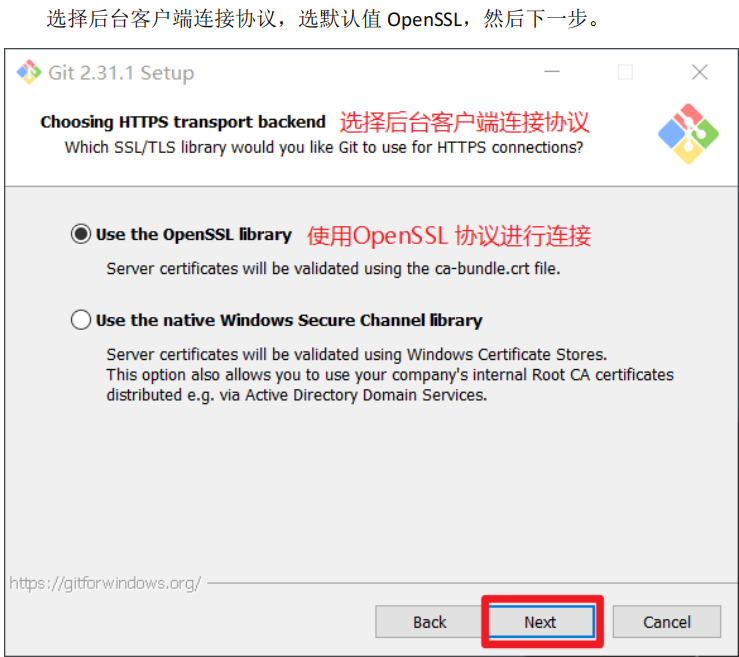 选择后台客户端连接协议，选默认值 OpenSSL，然后下一步。
Git 2.31.1 Setup
Choosing HTTPS transport backend 选择后台客户端连接协议
Which SSL/TLS library would you like Git to use for HTTPS connections?
Use the OpenSSL library 使用OpenSSL 协议进行连接
Server certificates will be validated using the ca-bundle.crt file.
Use the native Windows Secure Channel library
Server certificates will be validated using Windows Certificate Stores.
This option also allows you to use your company's internal Root CA certificates
distributed e.g. via Active Directory Domain Services.
https://gitforwindows.org/
Back Next Cancel